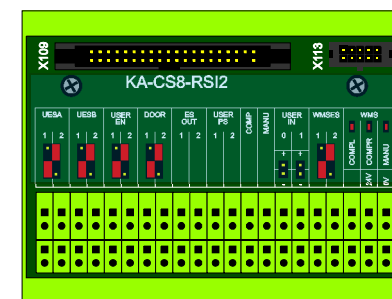 X109
X113
KA-CS8-RSI2
UESA UESB USER EN DOOR ES OUT USER PS COMP MANU USER IN WMSES WMS
1 2 1 2 1 2 1 2 1 2 1 2 0 1 1 2 COMPL COMPR MANU
+ +
- -
24V 0V